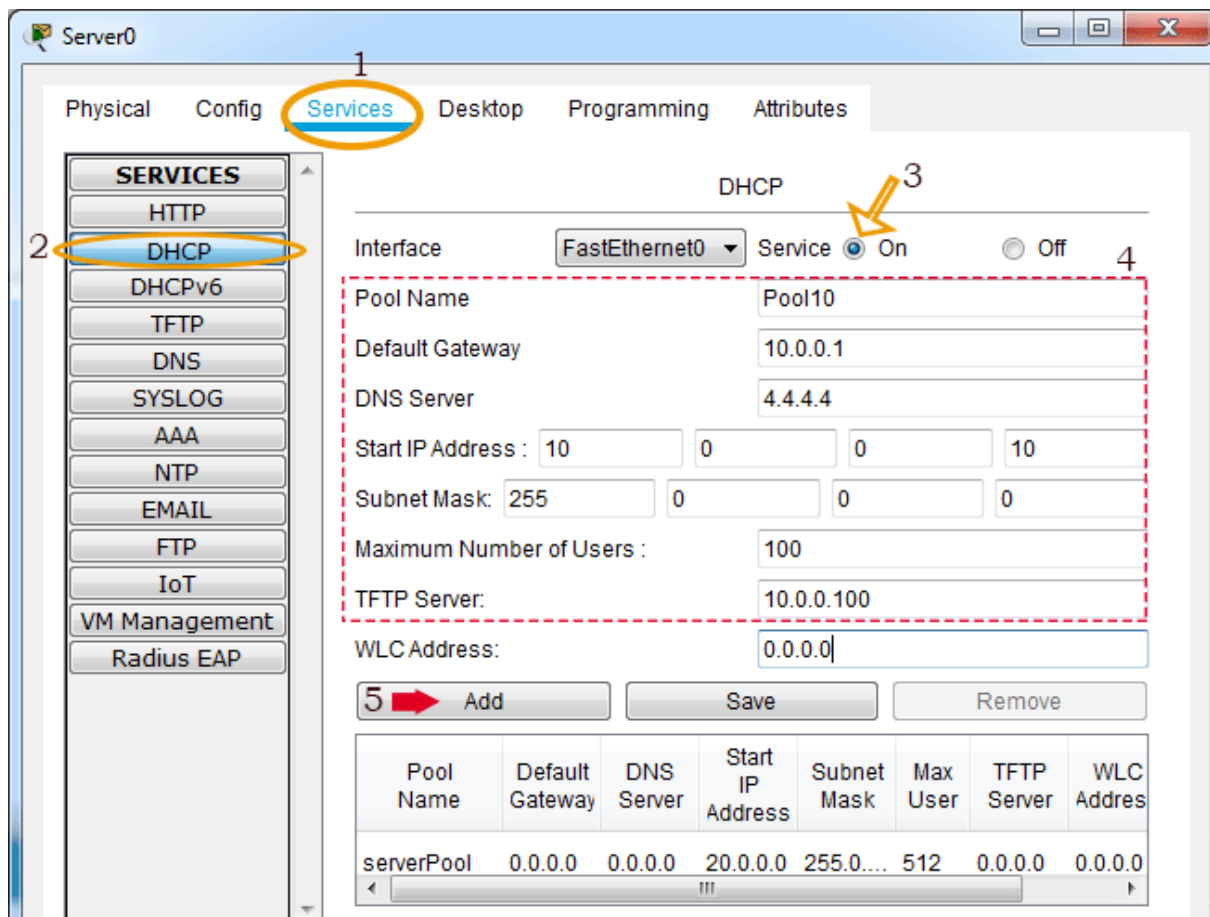 Server0
1
Physical Config Services Desktop Programming Attributes
SERVICES
HTTP
2 DHCP
DHCPv6
TFTP
DNS
SYSLOG
AAA
NTP
EMAIL
FTP
IoT
VM Management
Radius EAP
DHCP
3
Interface FastEthernet0 Service On Off
4
Pool Name Pool10
Default Gateway 10.0.0.1
DNS Server 4.4.4.4
Start IP Address : 10 0 0 10
Subnet Mask: 255 0 0 0
Maximum Number of Users : 100
TFTP Server: 10.0.0.100
WLC Address: 0.0.0.0
5 Add Save Remove
Pool Name Default Gateway DNS Server Start IP Address Subnet Mask Max User TFTP Server WLC Addres
serverPool 0.0.0.0 0.0.0.0 20.0.0.0 255.0.... 512 0.0.0.0 0.0.0.0